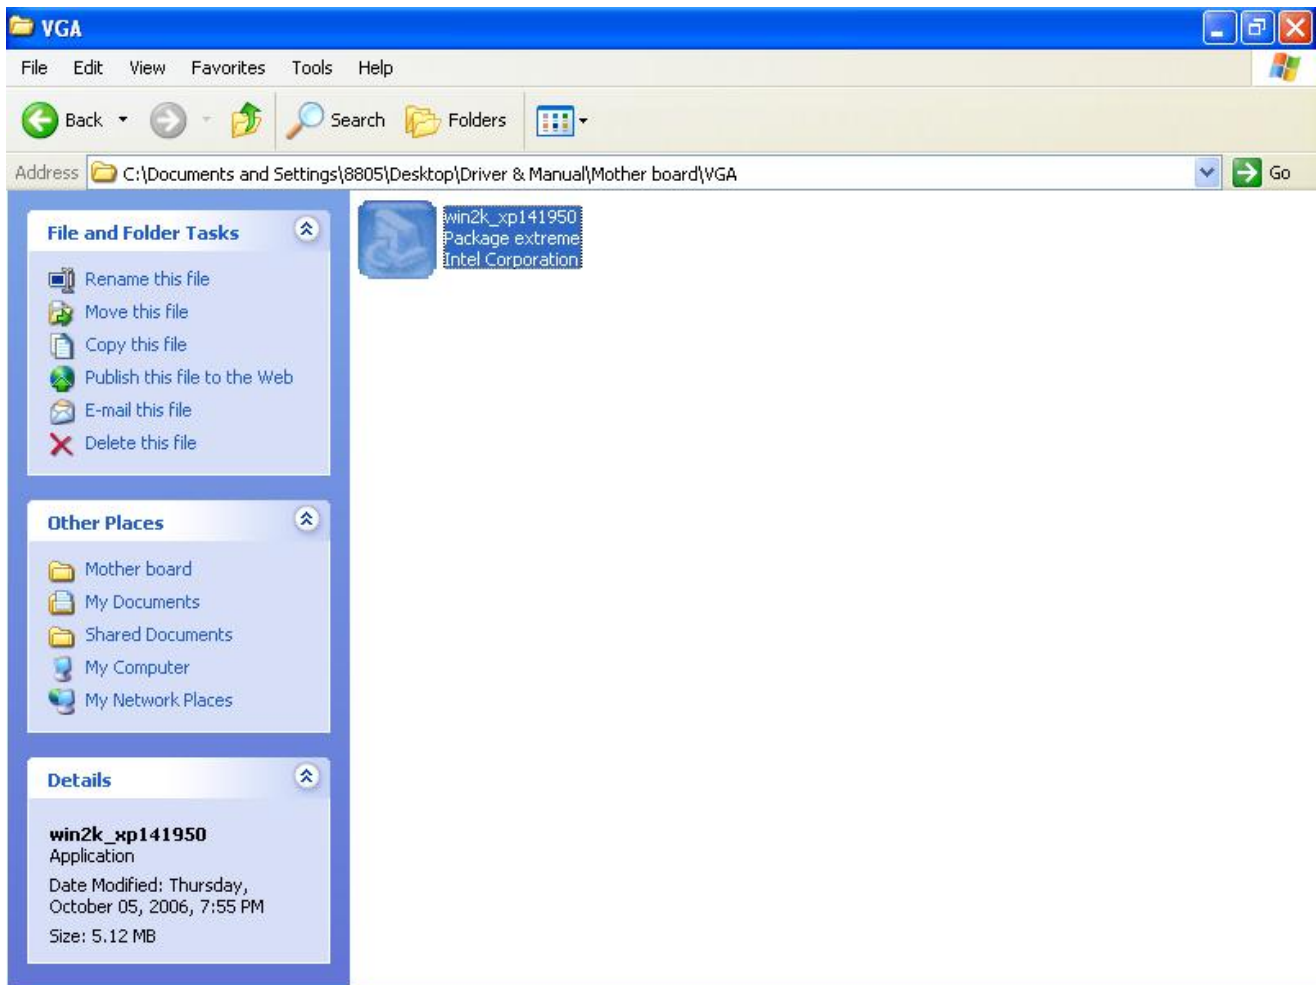 VGA
File Edit View Favorites Tools Help
Back Search Folders
Address C:\Documents and Settings\8805\Desktop\Driver & Manual\Mother board\VGA Go
File and Folder Tasks
Rename this file
Move this file
Copy this file
Publish this file to the Web
E-mail this file
Delete this file
Other Places
Mother board
My Documents
Shared Documents
My Computer
My Network Places
Details
win2k_xp141950
Application
Date Modified: Thursday,
October 05, 2006, 7:55 PM
Size: 5.12 MB
win2k_xp141950
Package extreme
Intel Corporation